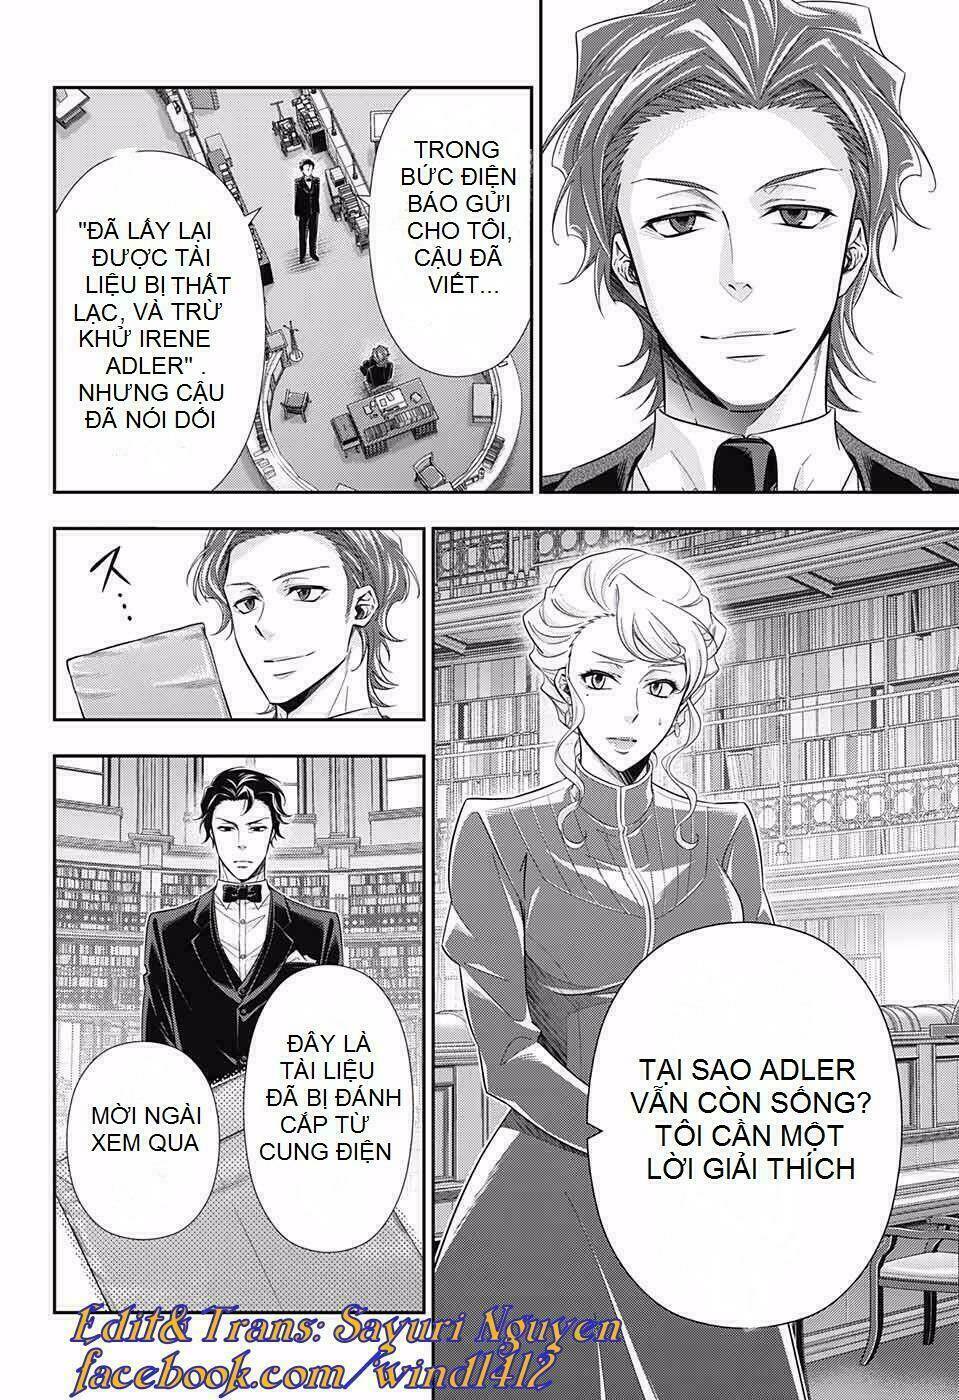 TRONG
BỨC ĐIỆN
BÁO GỬI
CHO TÔI,
CẬU ĐÃ
VIẾT...
"ĐÃ LẤY LẠI
ĐƯỢC TÀI
LIỆU BỊ THẤT
LẠC, VÀ TRỪ
KHỬ IRENE
ADLER" .
NHƯNG CẬU
ĐÃ NÓI DỐI
TẠI SAO ADLER
VẪN CÒN SỐNG?
TÔI CẦN MỘT
LỜI GIẢI THÍCH
ス...
ĐÂY LÀ
TÀI LIỆU
ĐÃ BỊ ĐÁNH
CẮP TỪ
CUNG ĐIỆN
MỜI NGÀI
XEM QUA
Edit& Trans: Sayuri Nguyen
facebook.com/wind1412